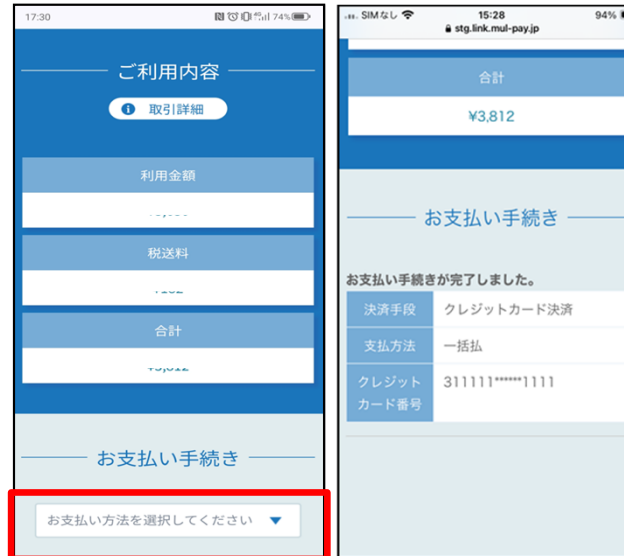 17:30
74%
ご利用内容
取引詳細
利用金額
税送料
合計
お支払い手続き
お支払い方法を選択してください
SIMなし
15:28
94%
stg.link.mul-pay.jp
合計
¥3,812
お支払い手続き
お支払い手続きが完了しました。
決済手段 クレジットカード決済
支払方法 一括払
クレジット
カード番号
311111******1111